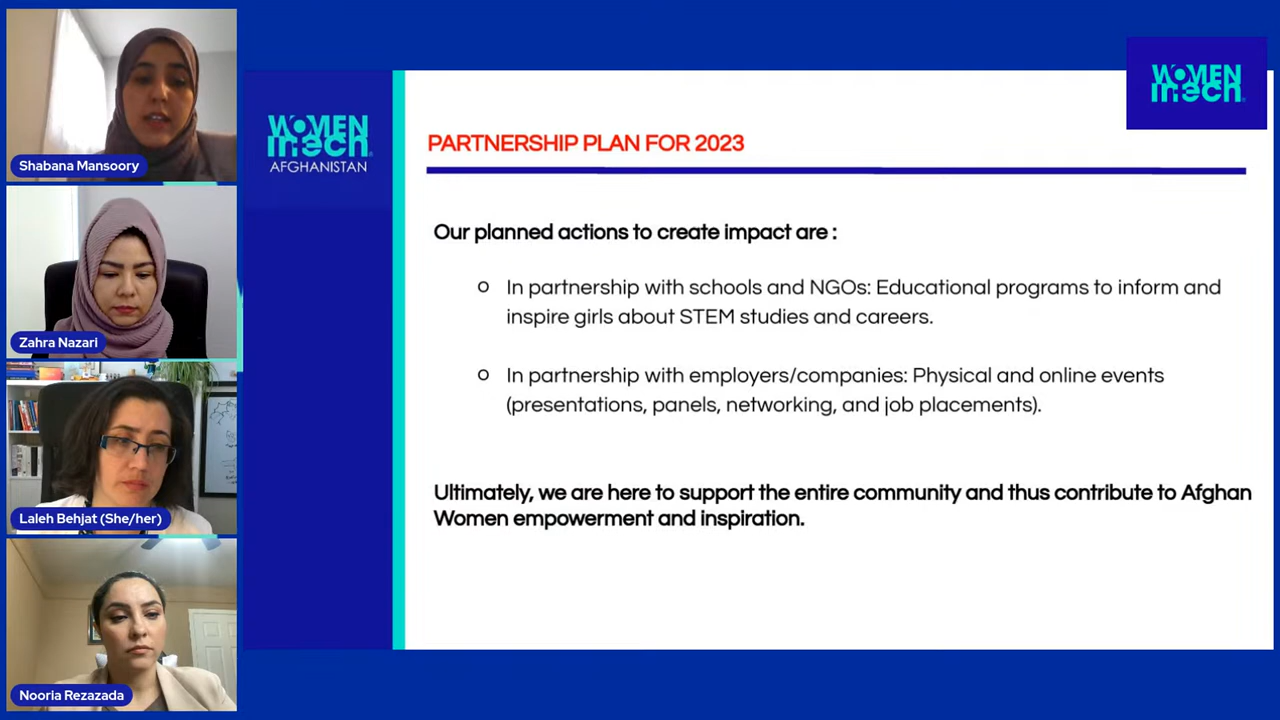 Shabana Mansoory
Zahra Nazari
Laleh Behjat (She/her)
Nooria Rezazada
WOMEN
in tech
AFGHANISTAN
WOMEN
in tech
PARTNERSHIP PLAN FOR 2023
Our planned actions to create impact are :
o In partnership with schools and NGOs: Educational programs to inform and
inspire girls about STEM studies and careers.
o In partnership with employers/companies: Physical and online events
(presentations, panels, networking, and job placements).
Ultimately, we are here to support the entire community and thus contribute to Afghan
Women empowerment and inspiration.